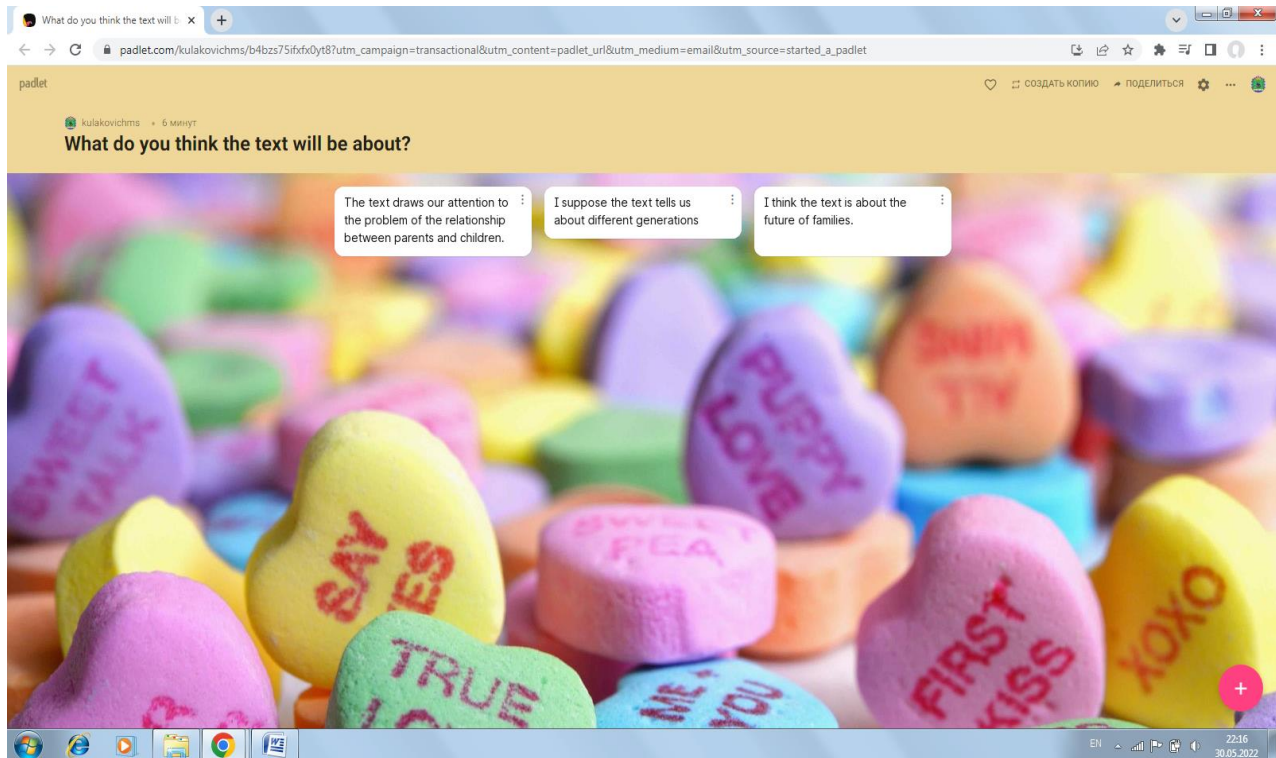 What do you think the text will b
padlet.com/kulakovichms/b4bzs75ifxfx0yt8?utm_campaign=transactional&utm_content=padlet_url&utm_medium=email&utm_source=started_a_padlet
padlet
СОЗДАТЬ КОПИЮ
ПОДЕЛИТЬСЯ
kulakovichms • 6 минут
What do you think the text will be about?
The text draws our attention to
the problem of the relationship
between parents and children.
I suppose the text tells us
about different generations
I think the text is about the
future of families.
SWEET
TALK
PUPPY
LOVE
SWIM
SAY
YES
SWEET
PEA
TRUE
ME +
YOU
FIRST
KISS
XOXO
EN
22:16
30.05.2022